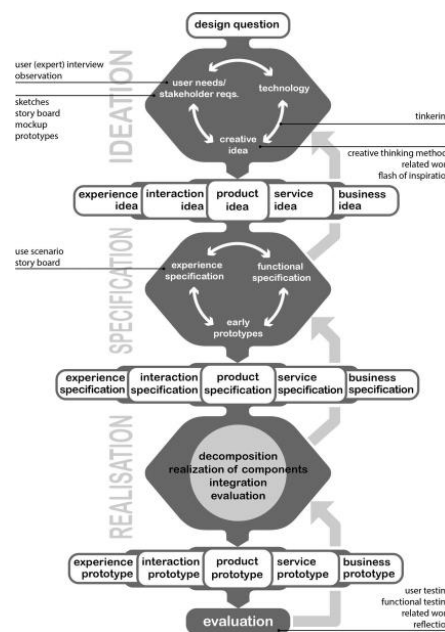 design question
user (expert) interview
observation
user needs/
stakeholder reqs.
technology
sketches
story board
mockup
prototypes
tinkerin
creative
idea
creative thinking method
related wor
flash of inspiratio
IDEATION
experience
idea
interaction
idea
product
idea
service
idea
business
idea
use scenario
story board
experience
specification
functional
specification
early
prototypes
SPECIFICATION
experience
specification
interaction
specification
product
specification
service
specification
business
specification
decomposition
realization of components
integration
evaluation
REALISATION
experience
prototype
interaction
prototype
product
prototype
service
prototype
business
prototype
evaluation
user testin
functional testin
related wor
reflectio